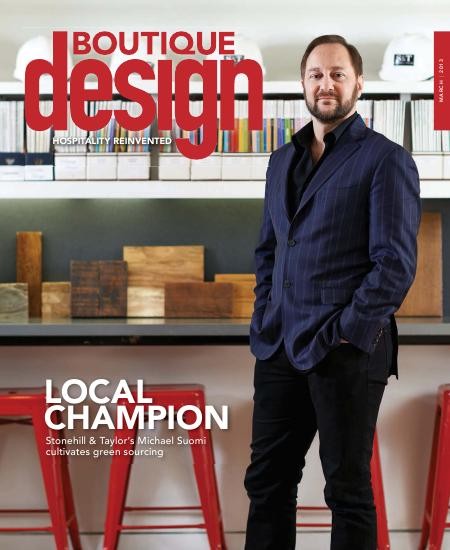 BOUTIQUE
design
HOSPITALITY REINVENTED
MARCH | 2013
LOCAL
CHAMPION
Stonehill & Taylor's Michael Suomi
cultivates green sourcing